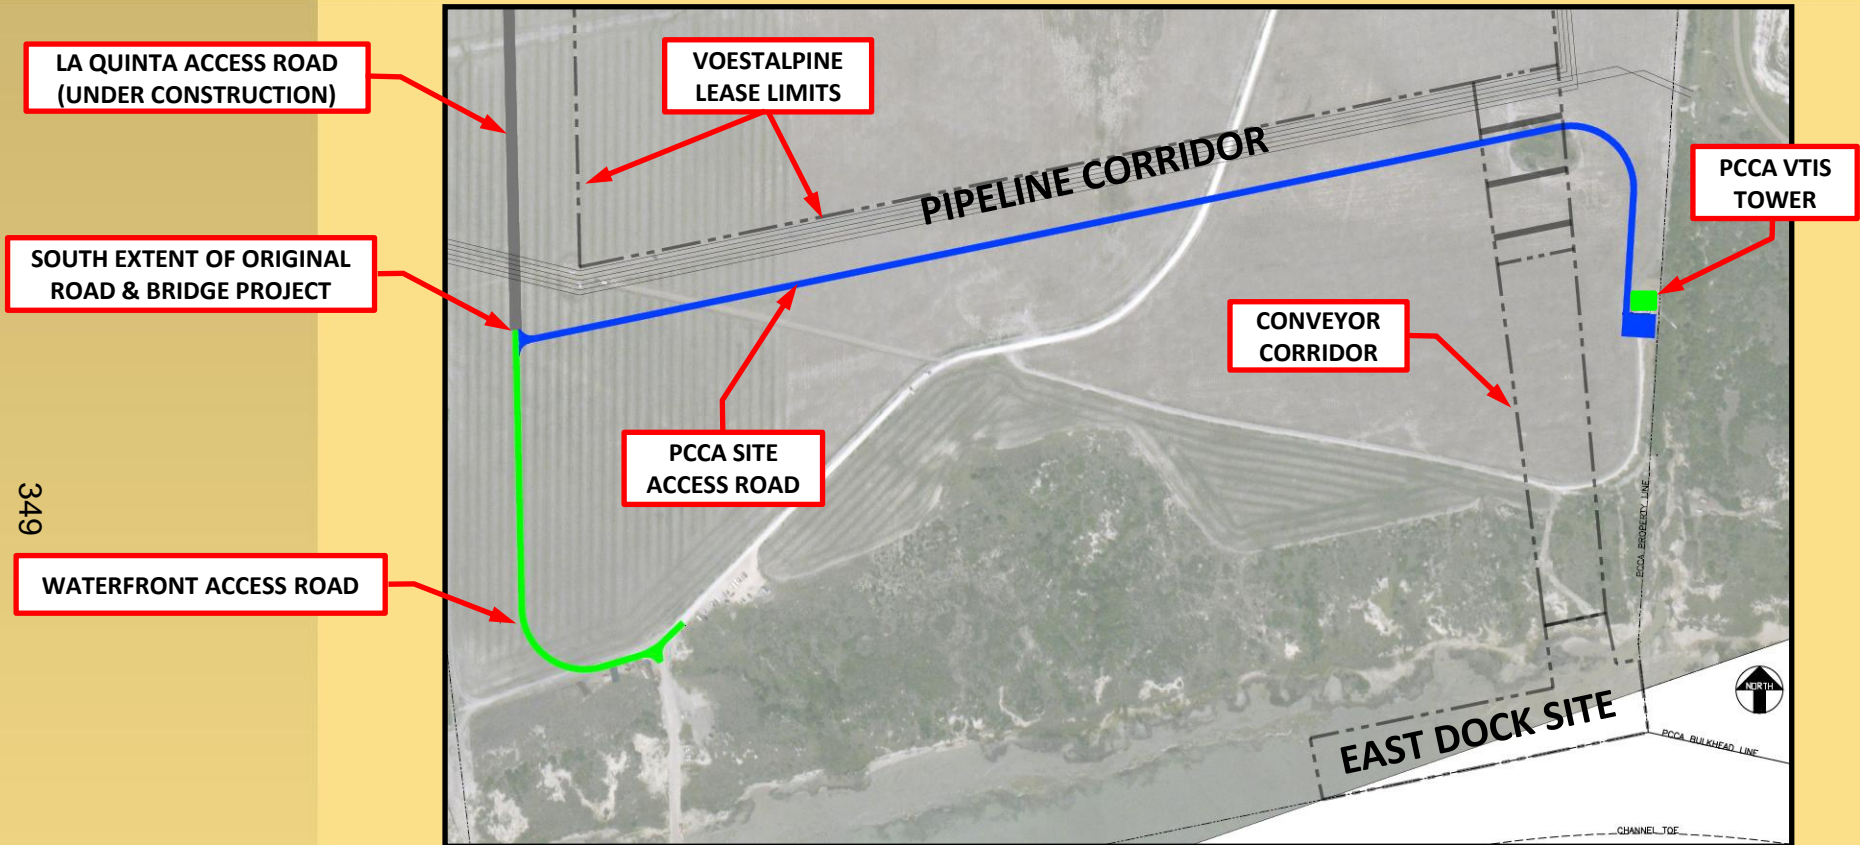 LA QUINTA ACCESS ROAD
(UNDER CONSTRUCTION)
VOESTALPINE
LEASE LIMITS
PIPELINE CORRIDOR
PCCA VTIS
TOWER
SOUTH EXTENT OF ORIGINAL
ROAD & BRIDGE PROJECT
CONVEYOR
CORRIDOR
PCCA SITE
ACCESS ROAD
349
WATERFRONT ACCESS ROAD
PCCA PROPERTY LINE
NORTH
EAST DOCK SITE
PCCA BULKHEAD LINE
CHANNEL TOE